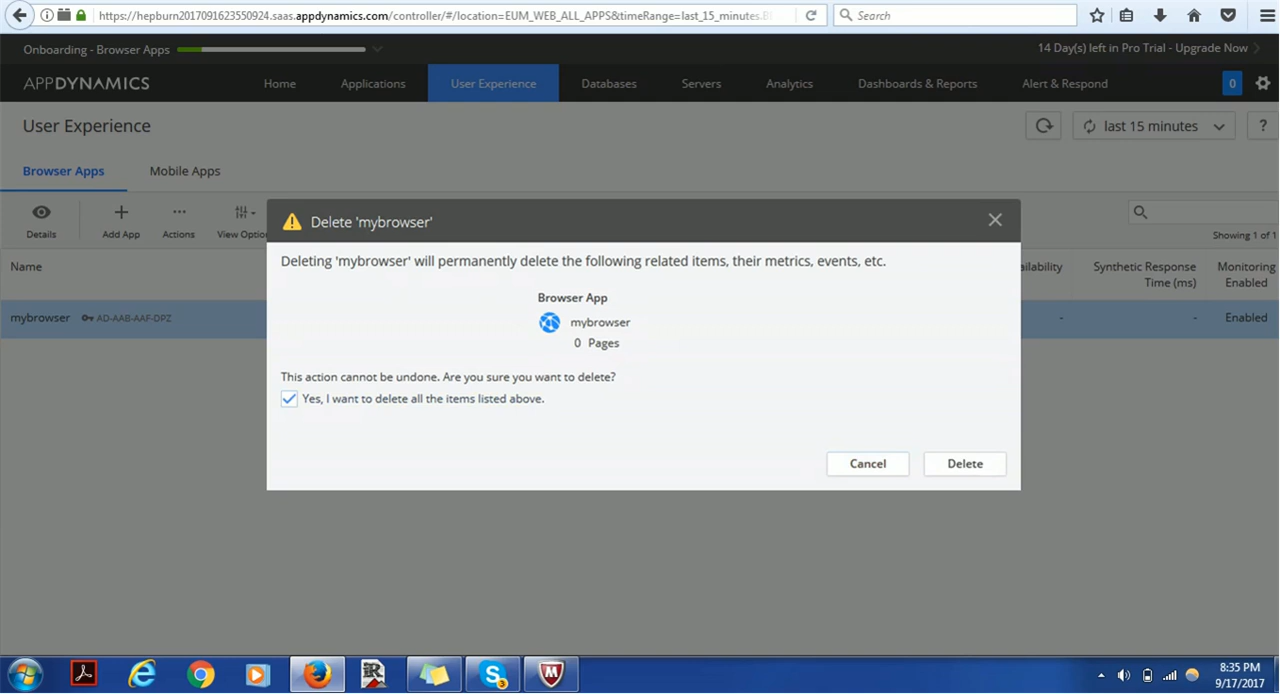 https://hepburn2017091623550924.saas.appdynamics.com/controller/#/location=EUM_WEB_ALL_APPS&timeRange=last_15_minutes.B
Search
Onboarding - Browser Apps
14 Day(s) left in Pro Trial - Upgrade Now
APPDYNAMICS
Home
Applications
User Experience
Databases
Servers
Analytics
Dashboards & Reports
Alert & Respond
0
User Experience
last 15 minutes
?
Browser Apps
Mobile Apps
Details
Add App
Actions
View Optio
Showing 1 of 1
Name
ailability
Synthetic Response
Time (ms)
Monitoring
Enabled
mybrowser AD-AAB-AAF-DPZ
-
-
Enabled
Delete 'mybrowser'
Deleting 'mybrowser' will permanently delete the following related items, their metrics, events, etc.
Browser App
mybrowser
0 Pages
This action cannot be undone. Are you sure you want to delete?
Yes, I want to delete all the items listed above.
Cancel
Delete
3
8:35 PM
9/17/2017